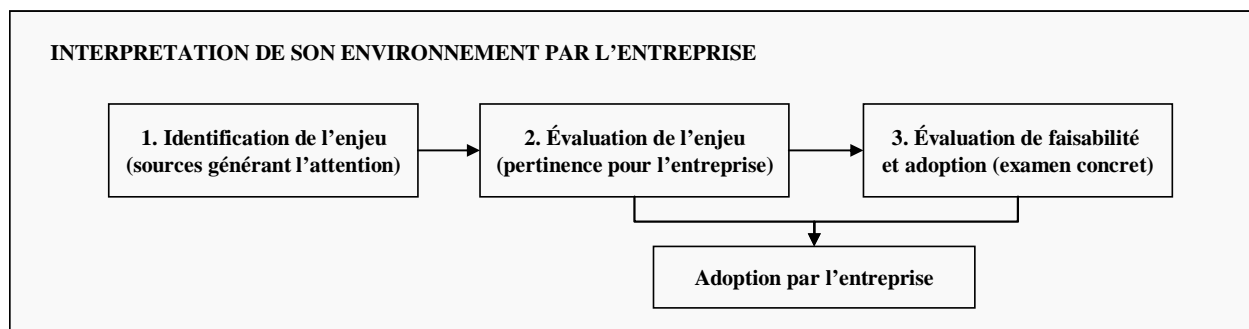 INTERPRETATION DE SON ENVIRONNEMENT PAR L’ENTREPRISE
1. Identification de l’enjeu
(sources générant l’attention)
2. Évaluation de l’enjeu
(pertinence pour l’entreprise)
3. Évaluation de faisabilité
et adoption (examen concret)
Adoption par l’entreprise